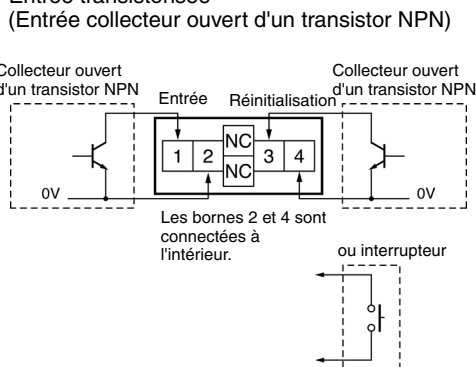 Entrée transistorisée
(Entrée collecteur ouvert d'un transistor NPN)
Collecteur ouvert
d'un transistor NPN
Entrée
Réinitialisation
Collecteur ouvert
d'un transistor NPN
1
2
NC
NC
3
4
0V
0V
Les bornes 2 et 4 sont
connectées à
l'intérieur.
ou interrupteur